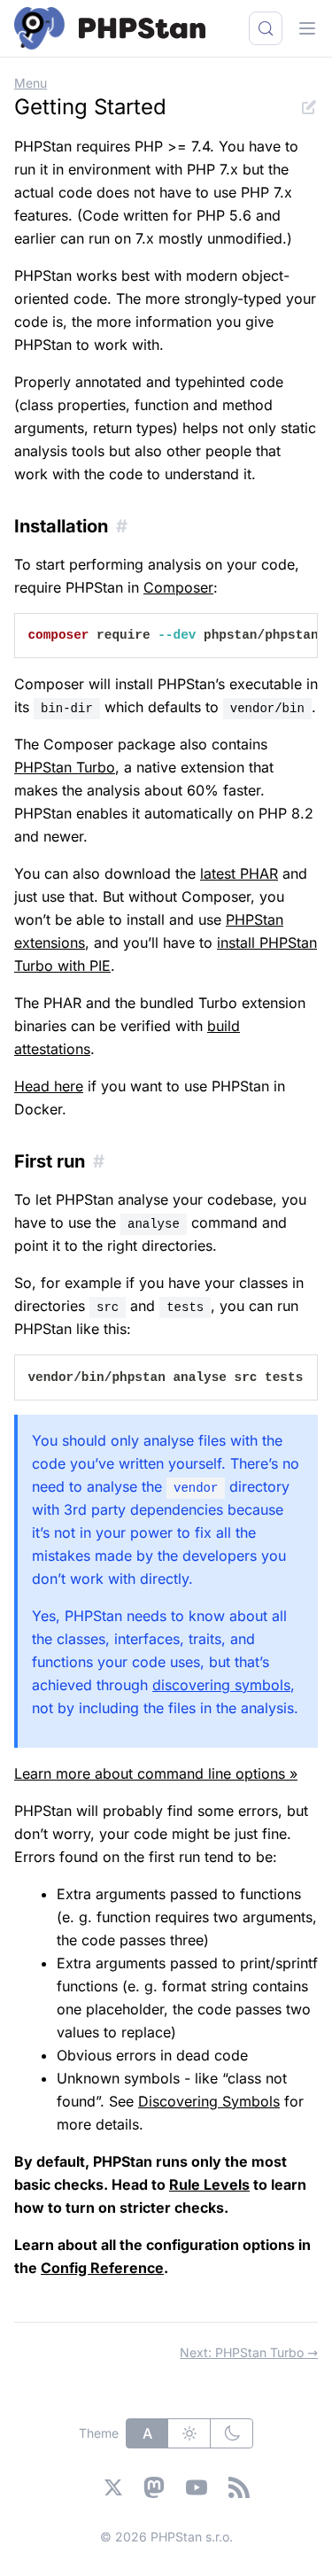 PHPStan
Menu
Getting Started
PHPStan requires PHP >= 7.4. You have to
run it in environment with PHP 7.x but the
actual code does not have to use PHP 7.x
features. (Code written for PHP 5.6 and
earlier can run on 7.x mostly unmodified.)
PHPStan works best with modern object-
oriented code. The more strongly-typed your
code is, the more information you give
PHPStan to work with.
Properly annotated and typehinted code
(class properties, function and method
arguments, return types) helps not only static
analysis tools but also other people that
work with the code to understand it.
Installation #
To start performing analysis on your code,
require PHPStan in Composer:
composer require --dev phpstan/phpstan
Composer will install PHPStan’s executable in
its bin-dir which defaults to vendor/bin.
The Composer package also contains
PHPStan Turbo, a native extension that
makes the analysis about 60% faster.
PHPStan enables it automatically on PHP 8.2
and newer.
You can also download the latest PHAR and
just use that. But without Composer, you
won’t be able to install and use PHPStan
extensions, and you’ll have to install PHPStan
Turbo with PIE.
The PHAR and the bundled Turbo extension
binaries can be verified with build
attestations.
Head here if you want to use PHPStan in
Docker.
First run #
To let PHPStan analyse your codebase, you
have to use the analyse command and
point it to the right directories.
So, for example if you have your classes in
directories src and tests, you can run
PHPStan like this:
vendor/bin/phpstan analyse src tests
You should only analyse files with the
code you’ve written yourself. There’s no
need to analyse the vendor directory
with 3rd party dependencies because
it’s not in your power to fix all the
mistakes made by the developers you
don’t work with directly.
Yes, PHPStan needs to know about all
the classes, interfaces, traits, and
functions your code uses, but that’s
achieved through discovering symbols,
not by including the files in the analysis.
Learn more about command line options »
PHPStan will probably find some errors, but
don’t worry, your code might be just fine.
Errors found on the first run tend to be:
• Extra arguments passed to functions
(e. g. function requires two arguments,
the code passes three)
• Extra arguments passed to print/sprintf
functions (e. g. format string contains
one placeholder, the code passes two
values to replace)
• Obvious errors in dead code
• Unknown symbols - like “class not
found”. See Discovering Symbols for
more details.
By default, PHPStan runs only the most
basic checks. Head to Rule Levels to learn
how to turn on stricter checks.
Learn about all the configuration options in
the Config Reference.
Next: PHPStan Turbo →
Theme A
© 2026 PHPStan s.r.o.